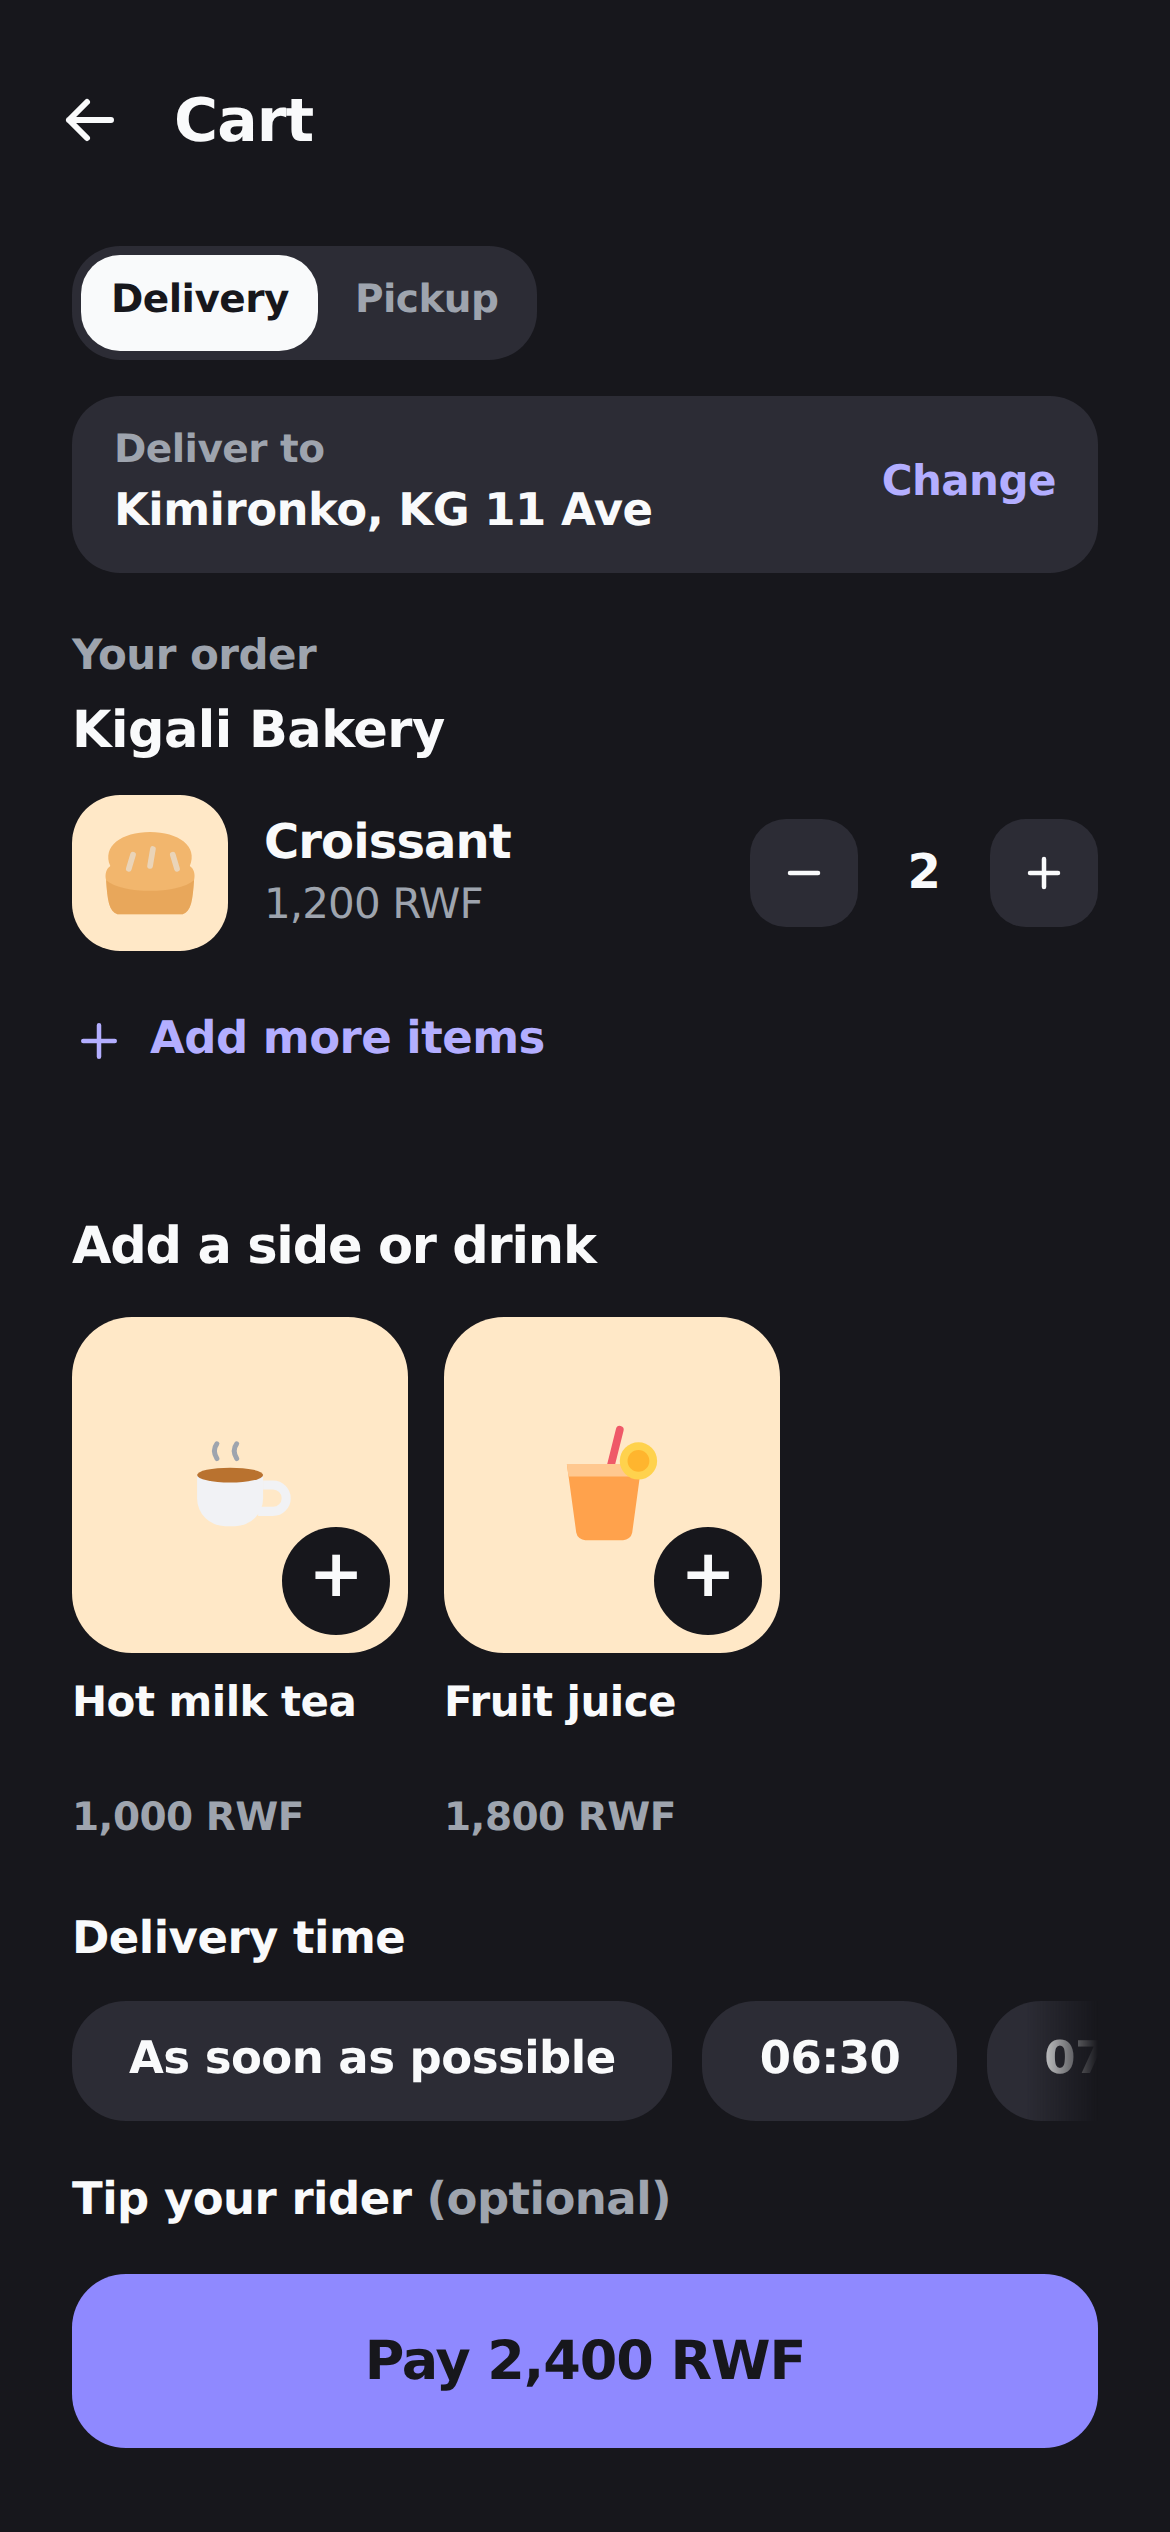 Cart
Delivery
Pickup
Deliver to
Kimironko, KG 11 Ave
Change
Your order
Kigali Bakery
Croissant
1,200 RWF
2
Add more items
Add a side or drink
Hot milk tea
Fruit juice
1,000 RWF
1,800 RWF
Delivery time
As soon as possible
06:30
Tip your rider (optional)
Pay 2,400 RWF